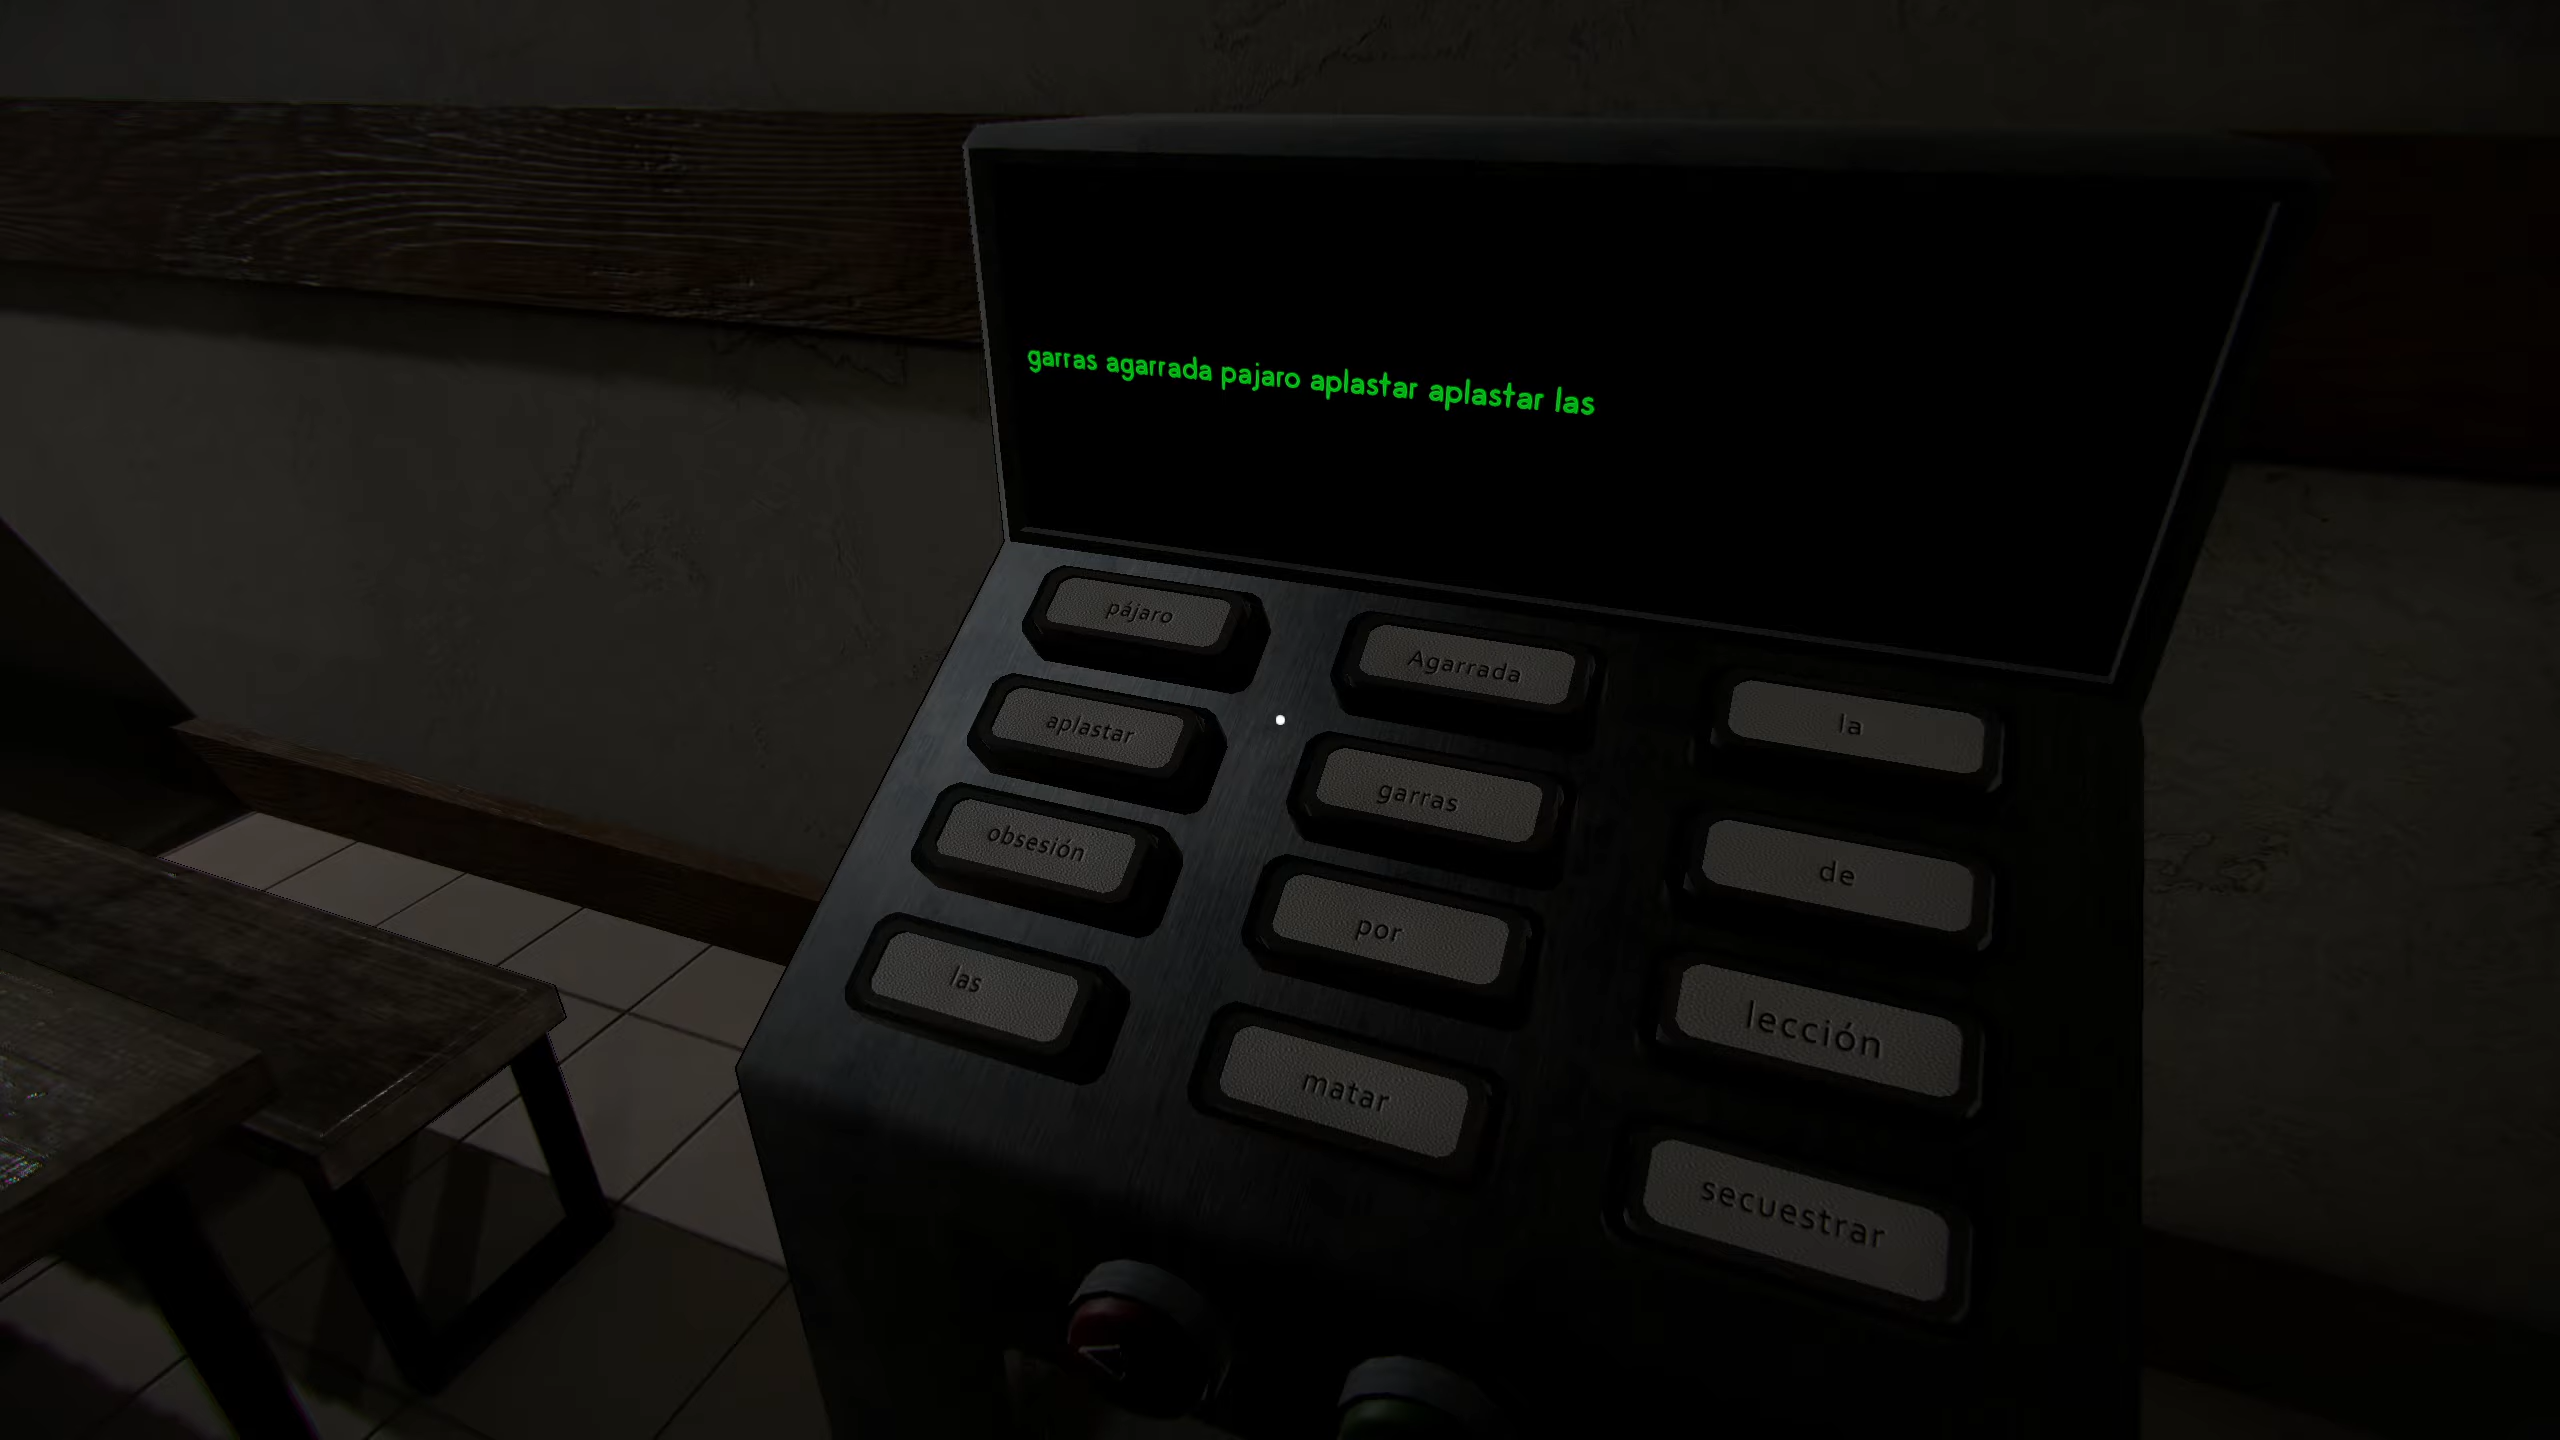 garras agarrada pajaro aplastar aplastar las
pájaro
Agarrada
la
aplastar
garras
de
obsesión
por
lección
las
matar
secuestrar